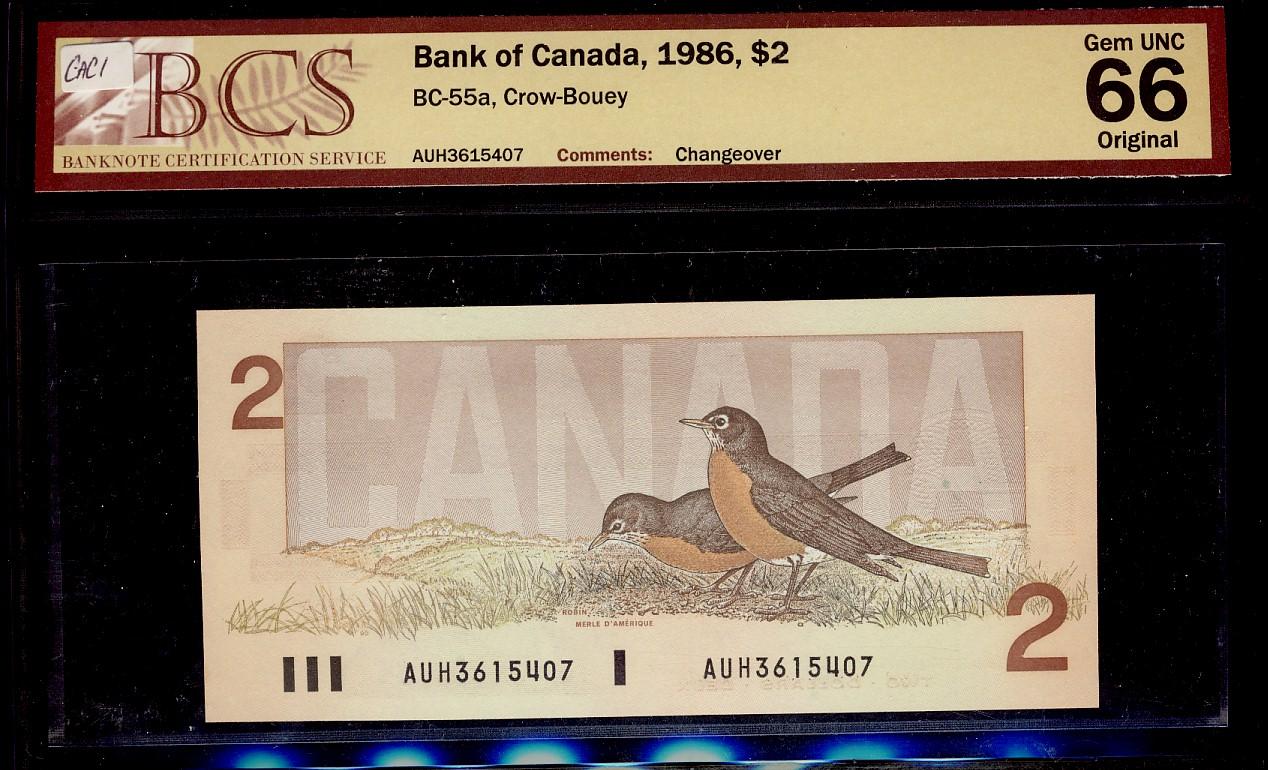 CAC1
BCS
BANKNOTE CERTIFICATION SERVICE
Bank of Canada, 1986, $2
BC-55a, Crow-Bouey
AUH3615407 Comments: Changeover
Gem UNC
66
Original
2
CANADA
ROBIN
MERLE D'AMÉRIQUE
2
AUH3615407 AUH3615407